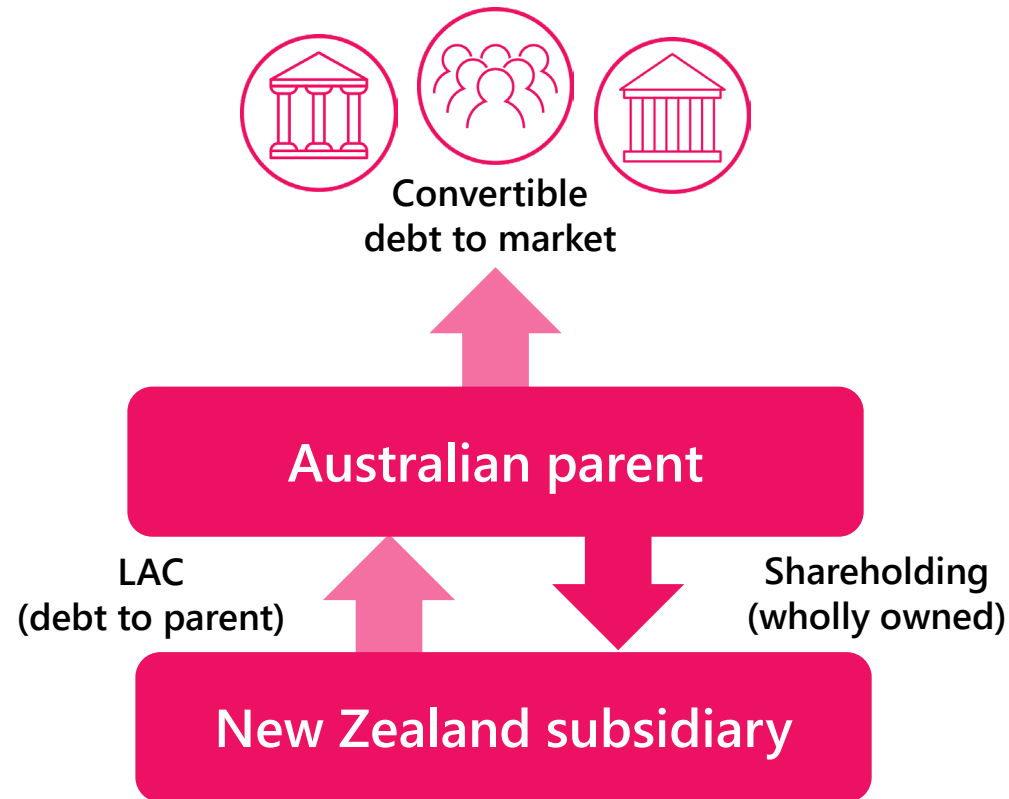 Convertible
debt to market
Australian parent
LAC
(debt to parent)
Shareholding
(wholly owned)
New Zealand subsidiary